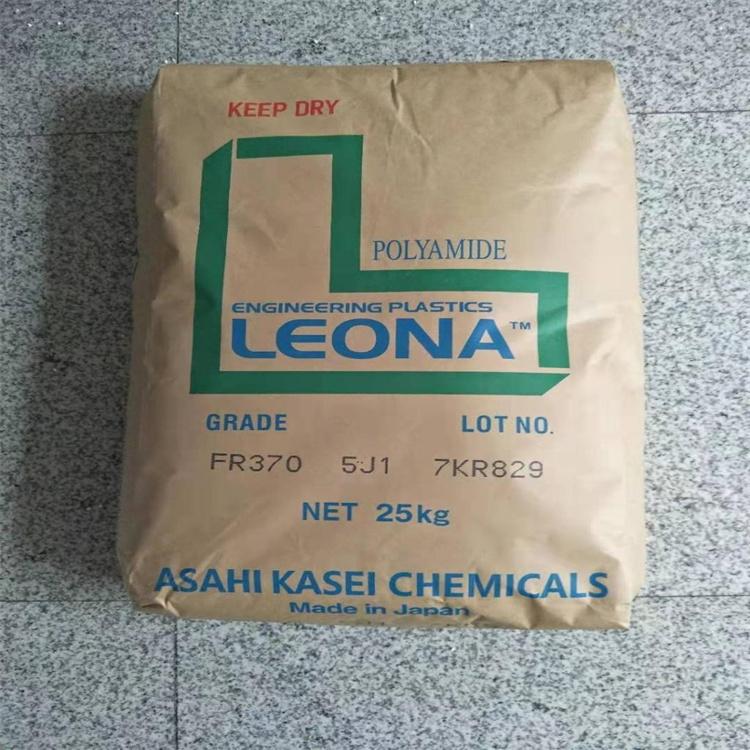 KEEP DRY
POLYAMIDE
ENGINEERING PLASTICS
LEONA™
GRADE LOT NO.
FR370 5J1 7KR829
NET 25kg
ASAHI KASEI CHEMICALS
Made in Japan